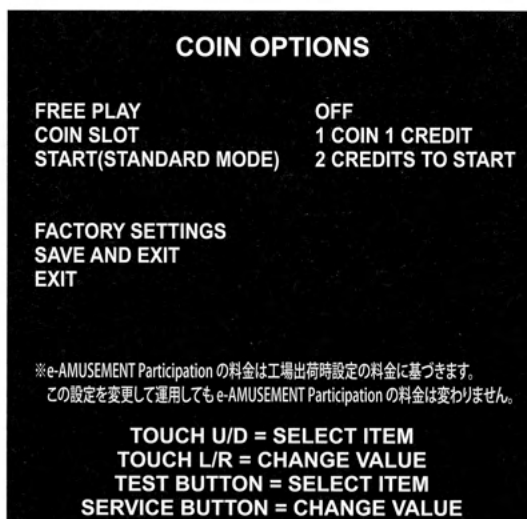 COIN OPTIONS
FREE PLAY OFF
COIN SLOT 1 COIN 1 CREDIT
START(STANDARD MODE) 2 CREDITS TO START
FACTORY SETTINGS
SAVE AND EXIT
EXIT
※e-AMUSEMENT Participation の料金は工場出荷時設定の料金に基づきます。
この設定を変更して運用しても e-AMUSEMENT Participation の料金は変わりません。
TOUCH U/D = SELECT ITEM
TOUCH L/R = CHANGE VALUE
TEST BUTTON = SELECT ITEM
SERVICE BUTTON = CHANGE VALUE